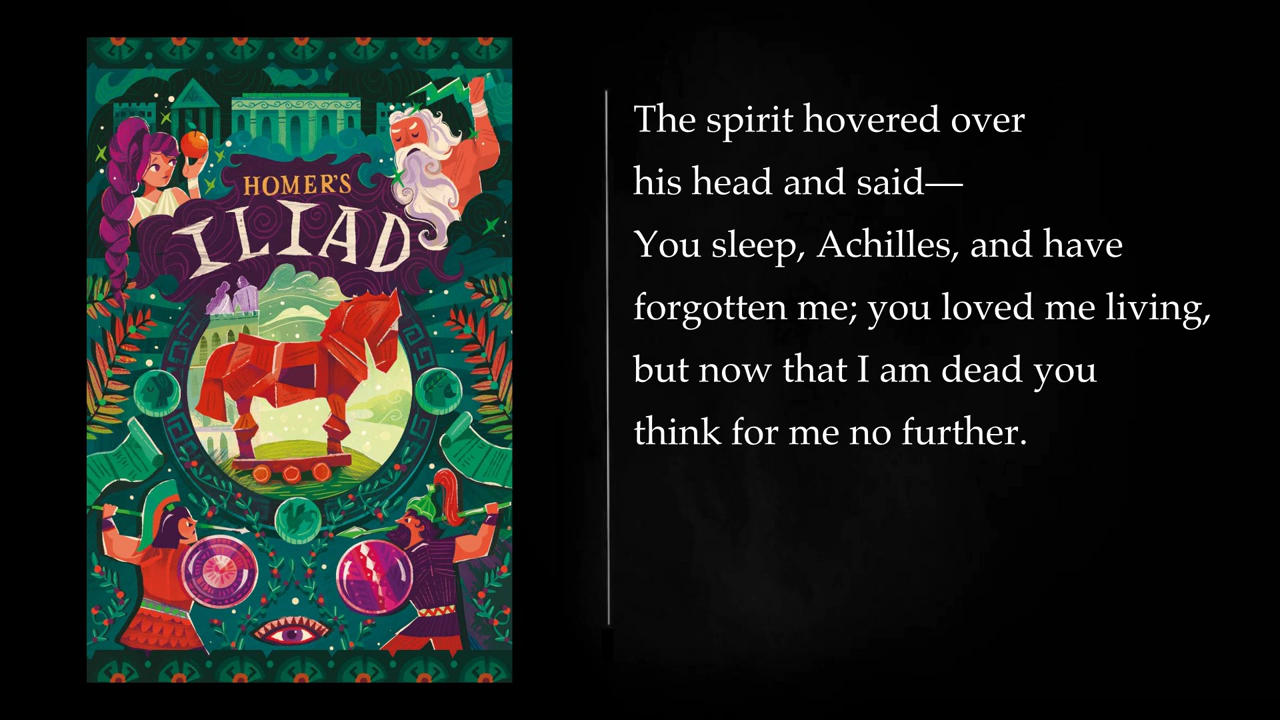 HOMER'S
ILIAD
The spirit hovered over
his head and said—
You sleep, Achilles, and have
forgotten me; you loved me living,
but now that I am dead you
think for me no further.